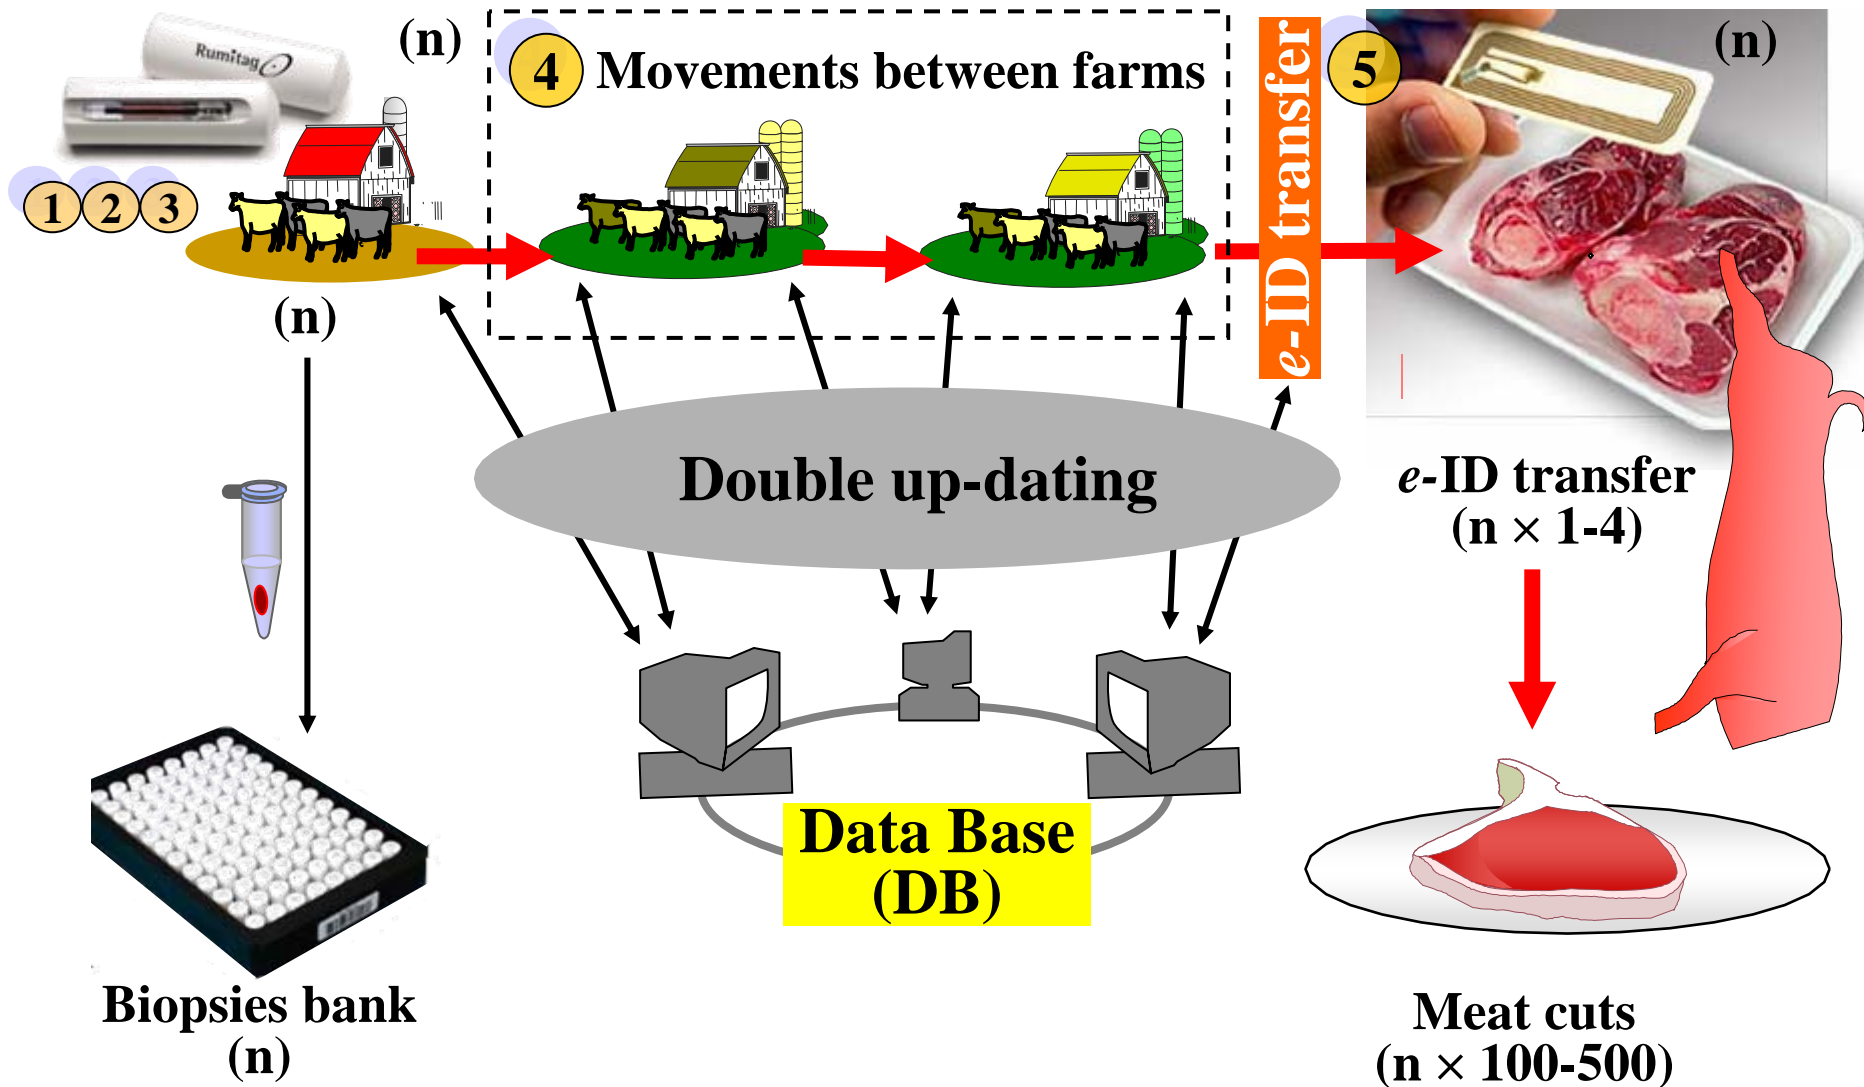 Rumitag
(n)
1 2 3
(n)
4 Movements between farms
e-ID transfer
5
(n)
Double up-dating
e-ID transfer
(n × 1-4)
Data Base
(DB)
Biopsies bank
(n)
Meat cuts
(n × 100-500)